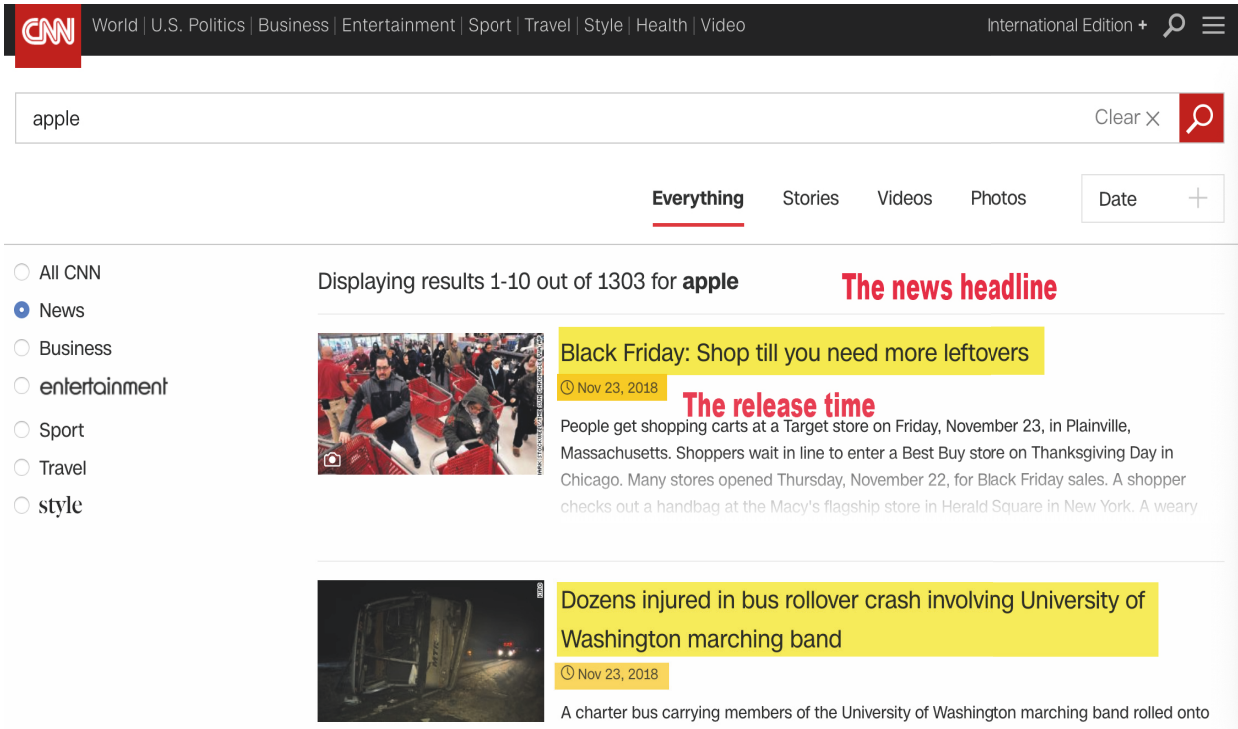 CNN World U.S. Politics Business Entertainment Sport Travel Style Health Video International Edition +
apple Clear
Everything Stories Videos Photos Date
All CNN
News
Business
entertainment
Sport
Travel
style
Displaying results 1-10 out of 1303 for apple
The news headline
Black Friday: Shop till you need more leftovers
Nov 23, 2018
The release time
People get shopping carts at a Target store on Friday, November 23, in Plainville,
Massachusetts. Shoppers wait in line to enter a Best Buy store on Thanksgiving Day in
Chicago. Many stores opened Thursday, November 22, for Black Friday sales. A shopper
checks out a handbag at the Macy's flagship store in Herald Square in New York. A weary
Dozens injured in bus rollover crash involving University of
Washington marching band
Nov 23, 2018
A charter bus carrying members of the University of Washington marching band rolled onto